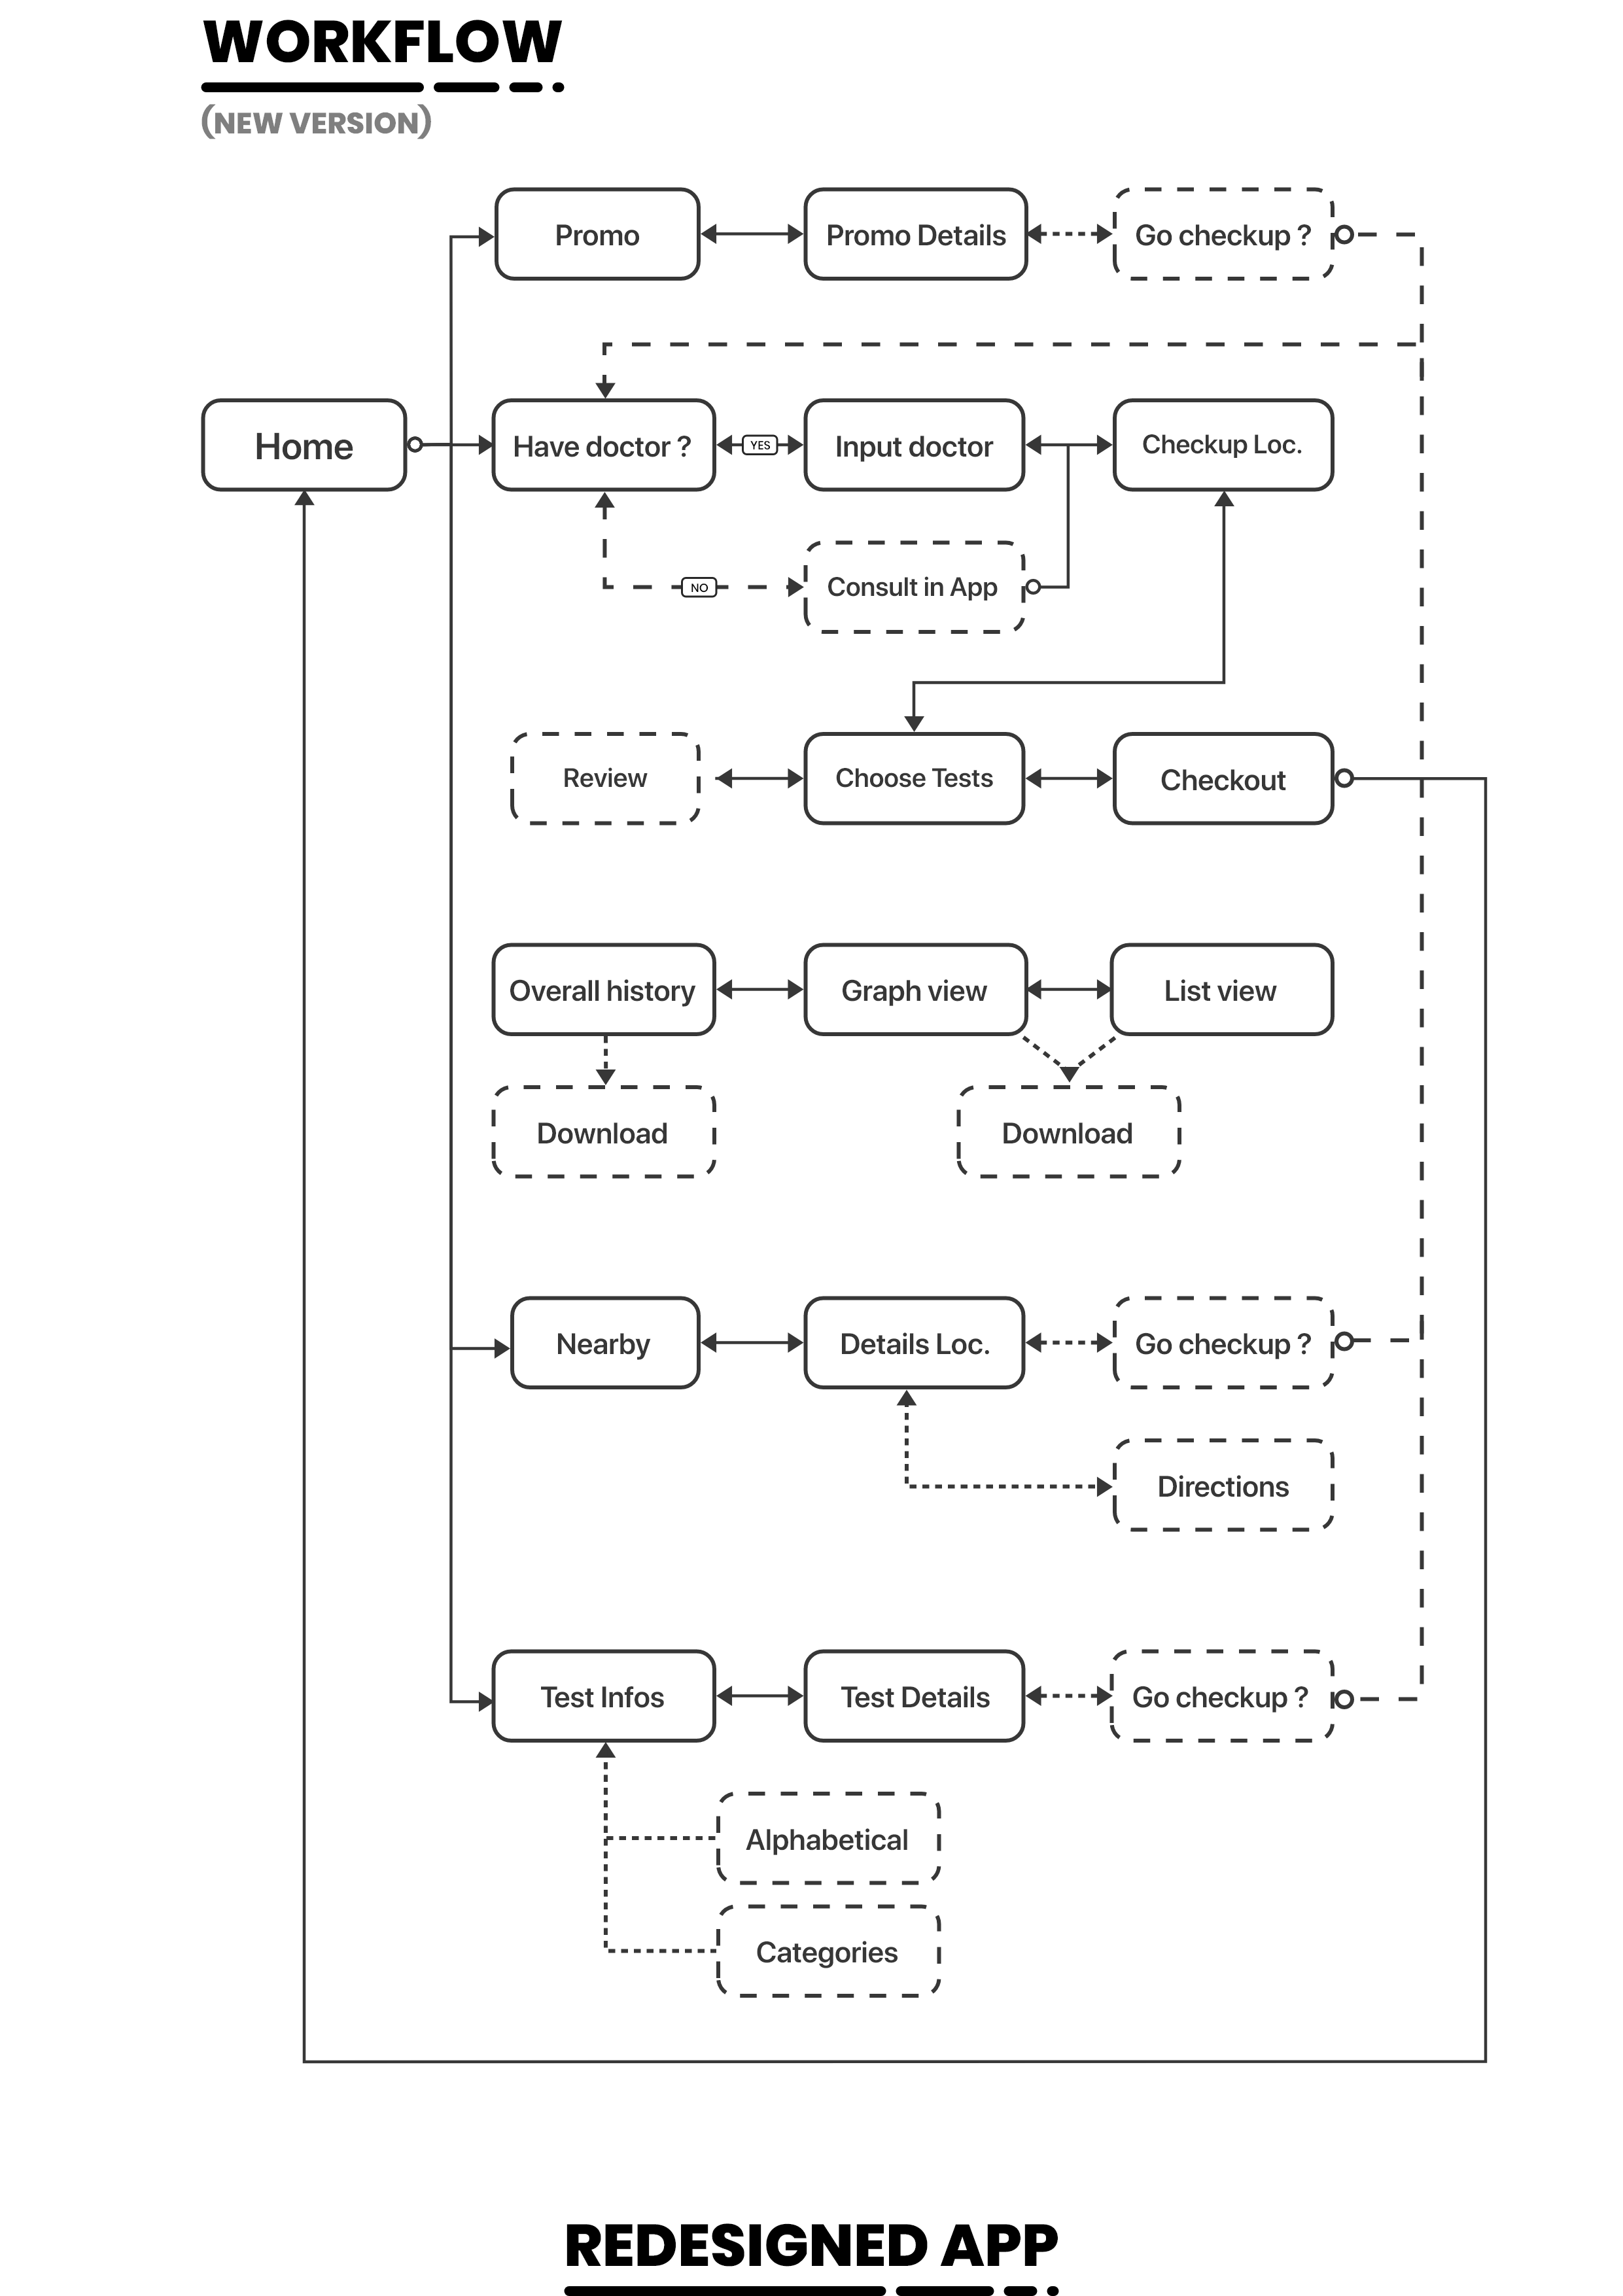 WORKFLOW
(NEW VERSION)
Promo
Promo Details
Go checkup ?
Home
Have doctor ?
YES
Input doctor
Checkup Loc.
NO
Consult in App
Review
Choose Tests
Checkout
Overall history
Graph view
List view
Download
Download
Nearby
Details Loc.
Go checkup ?
Directions
Test Infos
Test Details
Go checkup ?
Alphabetical
Categories
REDESIGNED APP